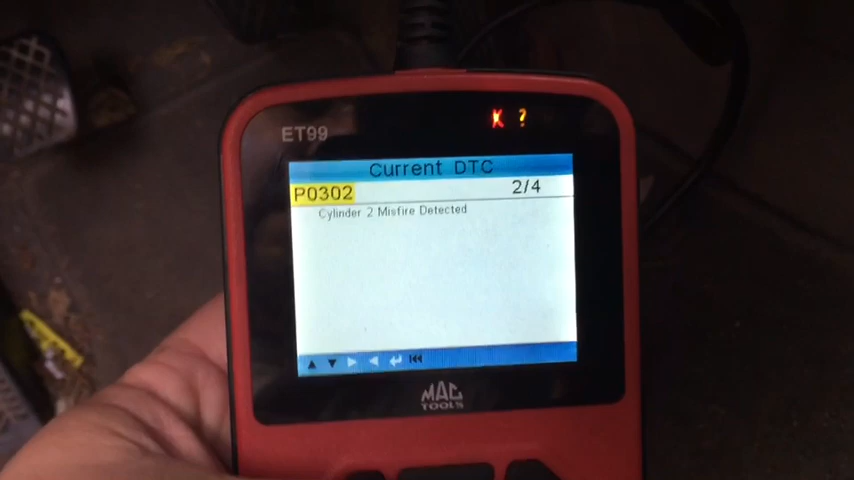 ET99
K ?
Current DTC
P0302 2/4
Cylinder 2 Misfire Detected
MAC
TOOLS